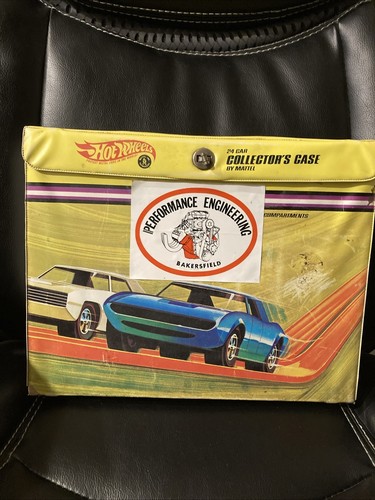 HOT WHEELS
24 CAR
COLLECTOR'S CASE
BY MATTEL
PERFORMANCE ENGINEERING
BAKERSFIELD
COMPARTMENTS